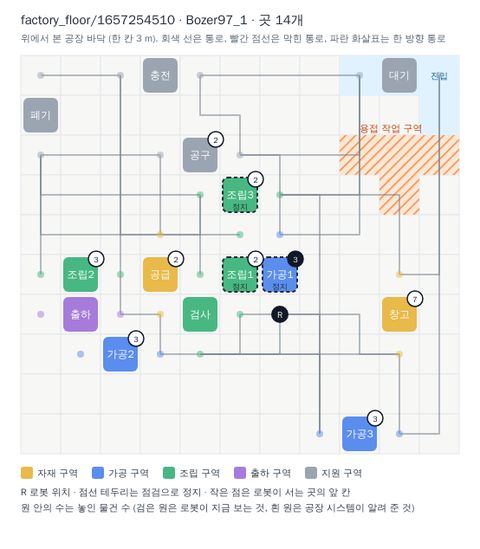 factory_floor/1657254510 · Bozer97_1 · 곳 14개
위에서 본 공장 바닥 (한 칸 3 m). 회색 선은 통로, 빨간 점선은 막힌 통로, 파란 화살표는 한 방향 통로
충전
대기
폐기
용접 작업 구역
2
공구
2
조립3
정지
3
조립2
2
공급
2
조립1
정지
3
가공1
정지
출하
검사
R
7
창고
3
가공2
3
가공3
자재 구역
가공 구역
조립 구역
출하 구역
지원 구역
R 로봇 위치 · 점선 테두리는 점검으로 정지 · 작은 점은 로봇이 서는 곳의 앞 칸
원 안의 수는 놓인 물건 수 (검은 원은 로봇이 지금 보는 것, 흰 원은 공장 시스템이 알려 준 것)